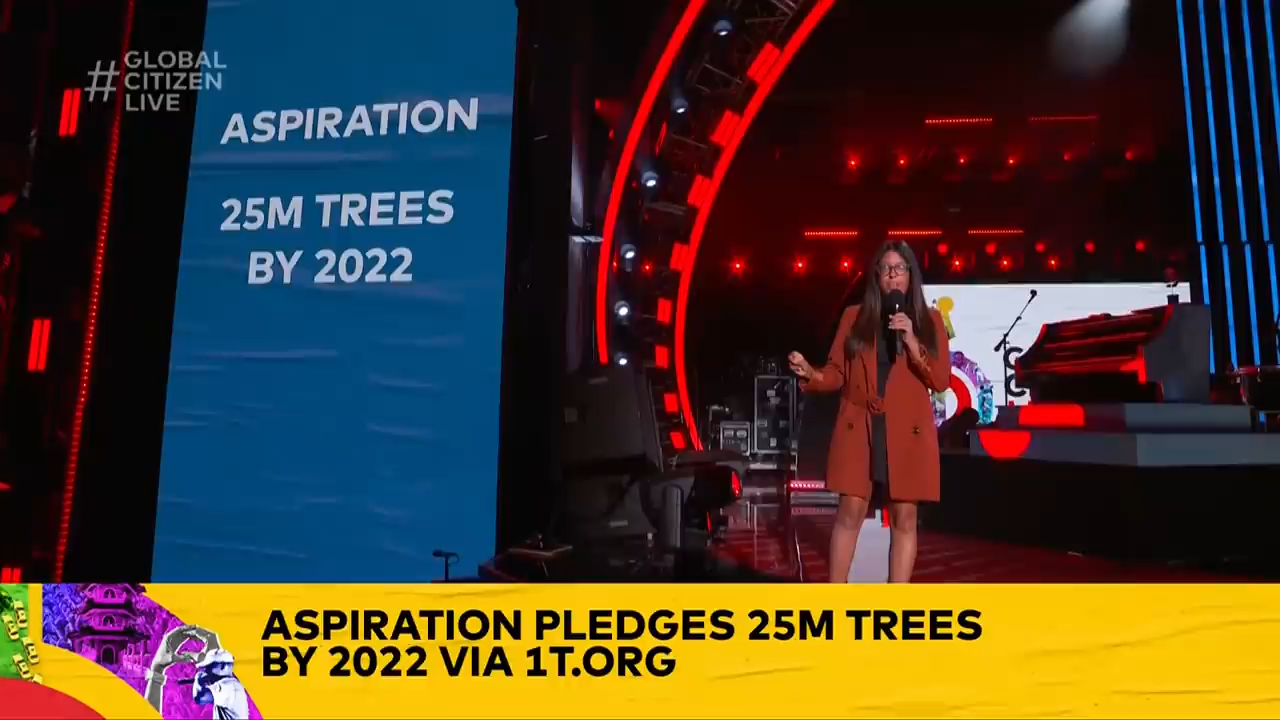 #GLOBAL
CITIZEN
LIVE
ASPIRATION
25M TREES
BY 2022
ASPIRATION PLEDGES 25M TREES
BY 2022 VIA 1T.ORG